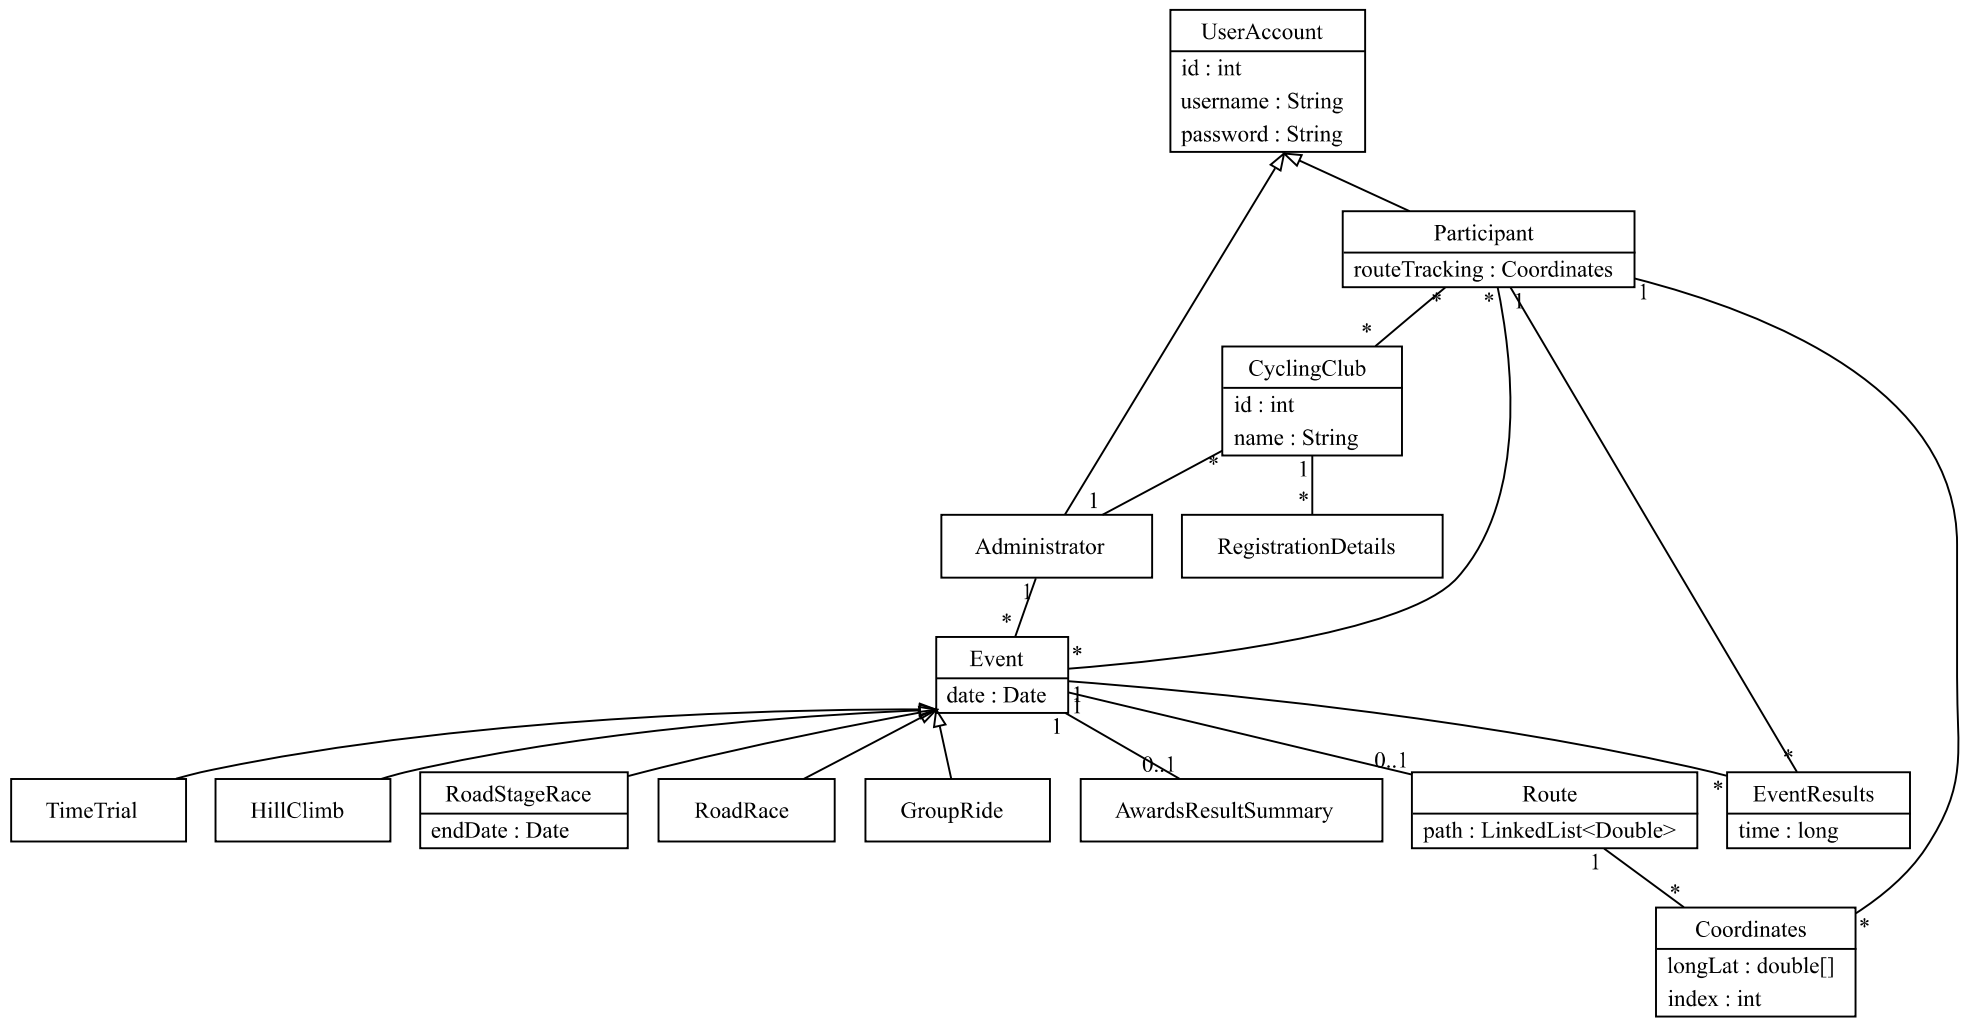 UserAccount
id : int
username : String
password : String
Participant
routeTracking : Coordinates
*
*
1
1
*
CyclingClub
id : int
name : String
*
1
1
*
Administrator
RegistrationDetails
1
*
Event
date : Date
*
1
1
1
0..1
0..1
*
*
TimeTrial
HillClimb
RoadStageRace
endDate : Date
RoadRace
GroupRide
AwardsResultSummary
Route
path : LinkedList<Double>
EventResults
time : long
1
*
*
Coordinates
longLat : double[]
index : int